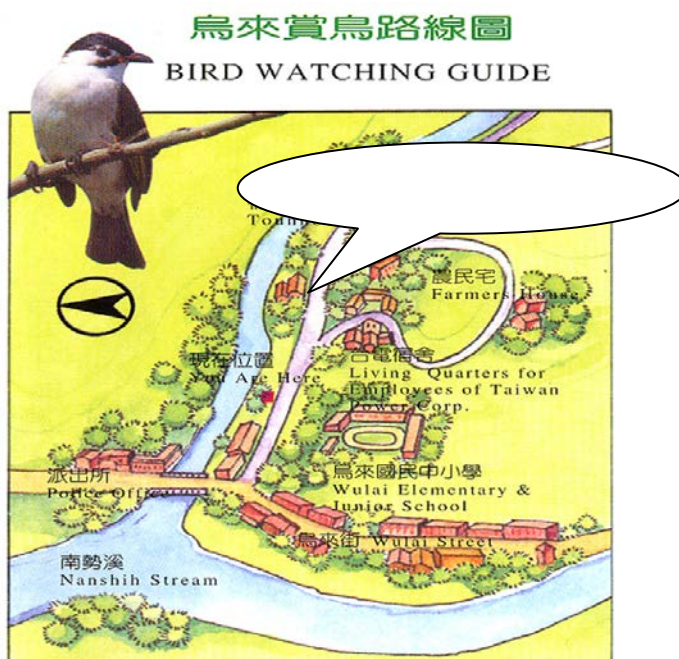 烏來賞鳥路線圖
BIRD WATCHING GUIDE
農民宅
Farmers House
現在位置
You Are Here
台電宿舍
Living Quarters for
Employees of Taiwan
Power Corp.
派出所
Police Office
烏來國民中小學
Wulai Elementary &
Junior School
烏來街 Wulai Street
南勢溪
Nanshih Stream